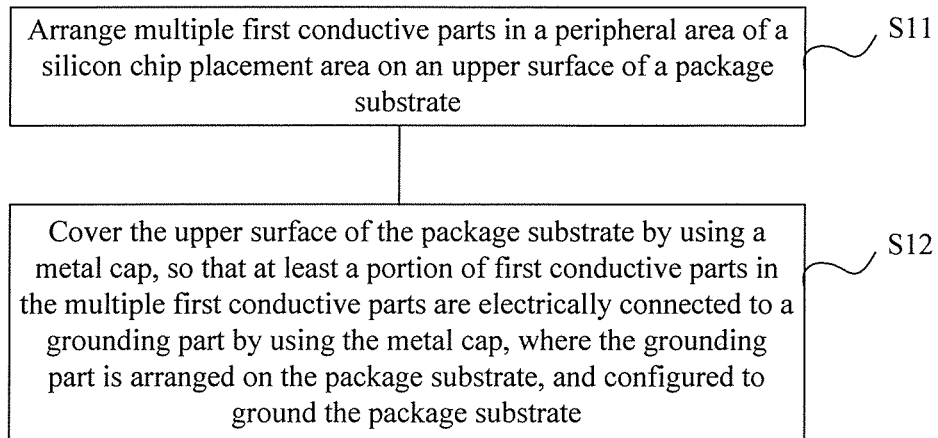 Arrange multiple first conductive parts in a peripheral area of a
silicon chip placement area on an upper surface of a package
substrate
S11
Cover the upper surface of the package substrate by using a
metal cap, so that at least a portion of first conductive parts in
the multiple first conductive parts are electrically connected to a
grounding part by using the metal cap, where the grounding
part is arranged on the package substrate, and configured to
ground the package substrate
S12